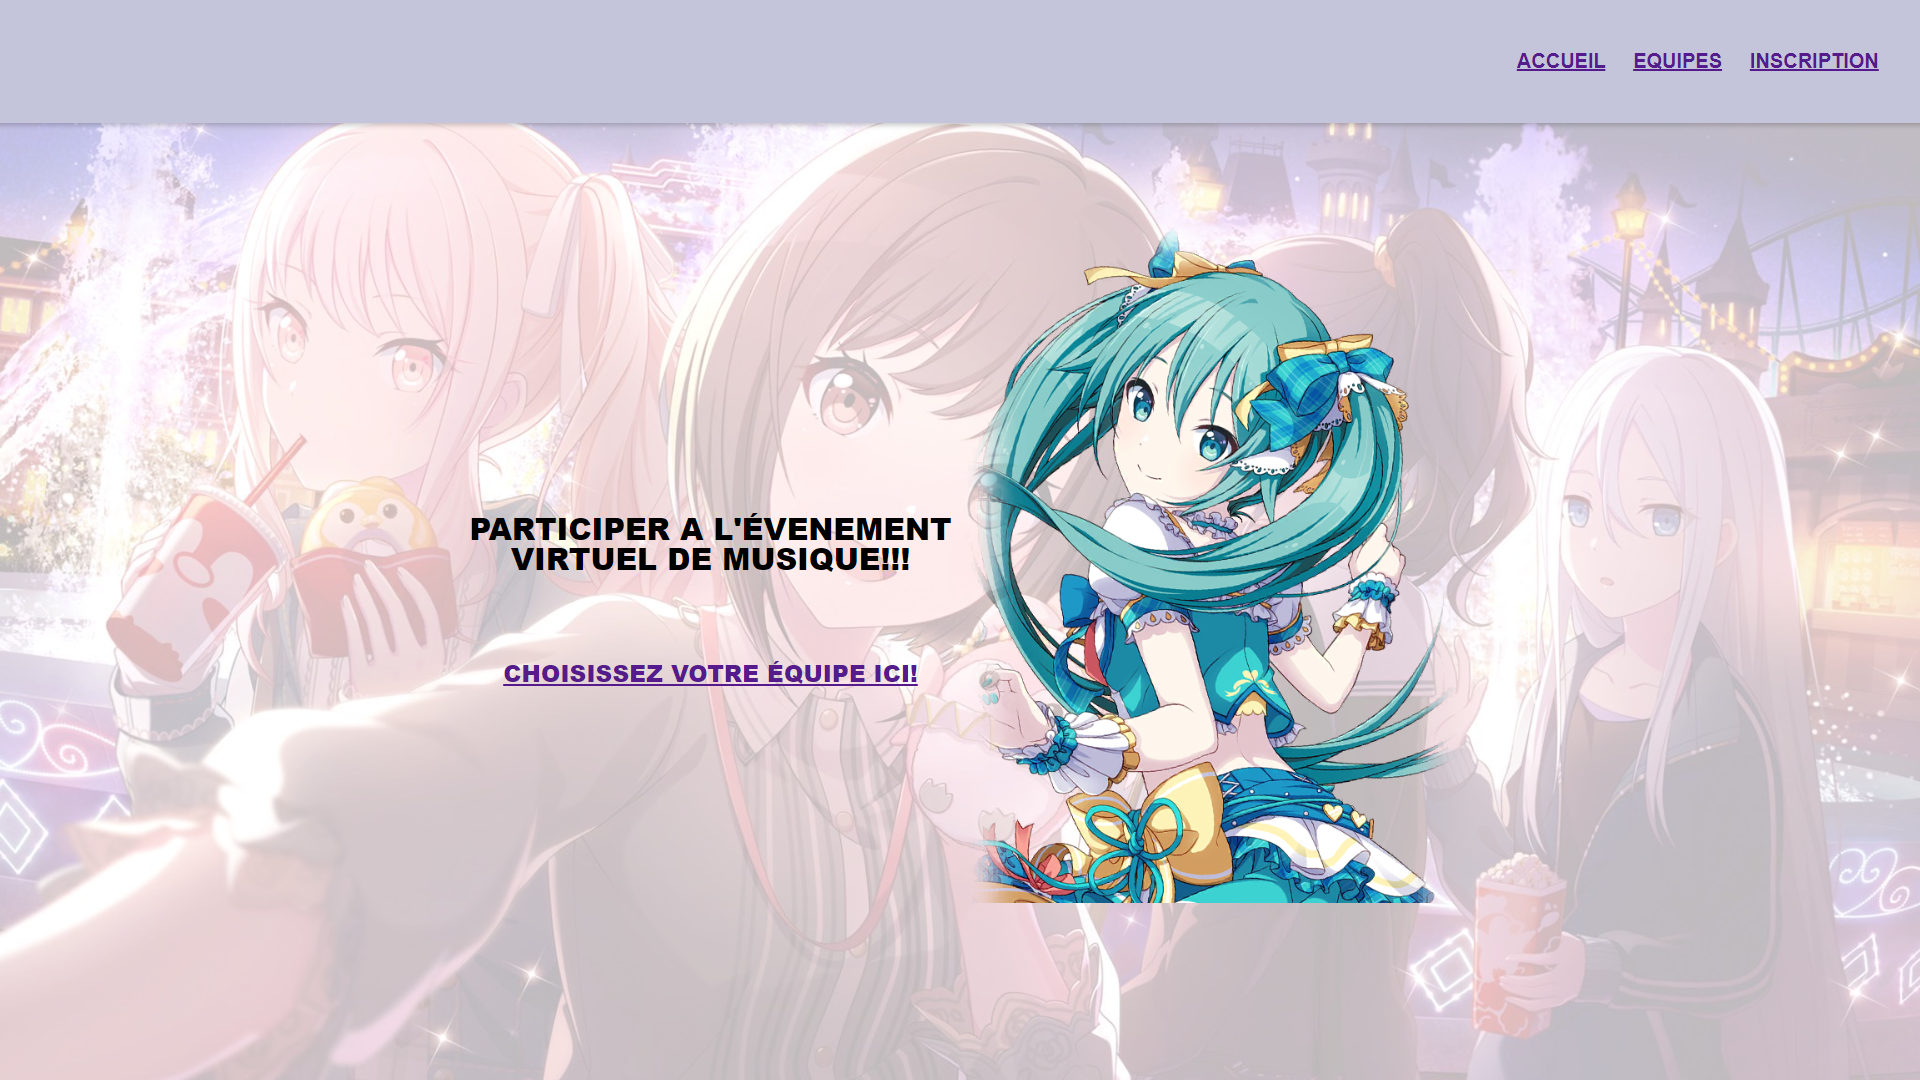 ACCUEIL EQUIPES INSCRIPTION
PARTICIPER A L'ÉVENEMENT
VIRTUEL DE MUSIQUE!!!
CHOISISSEZ VOTRE ÉQUIPE ICI!